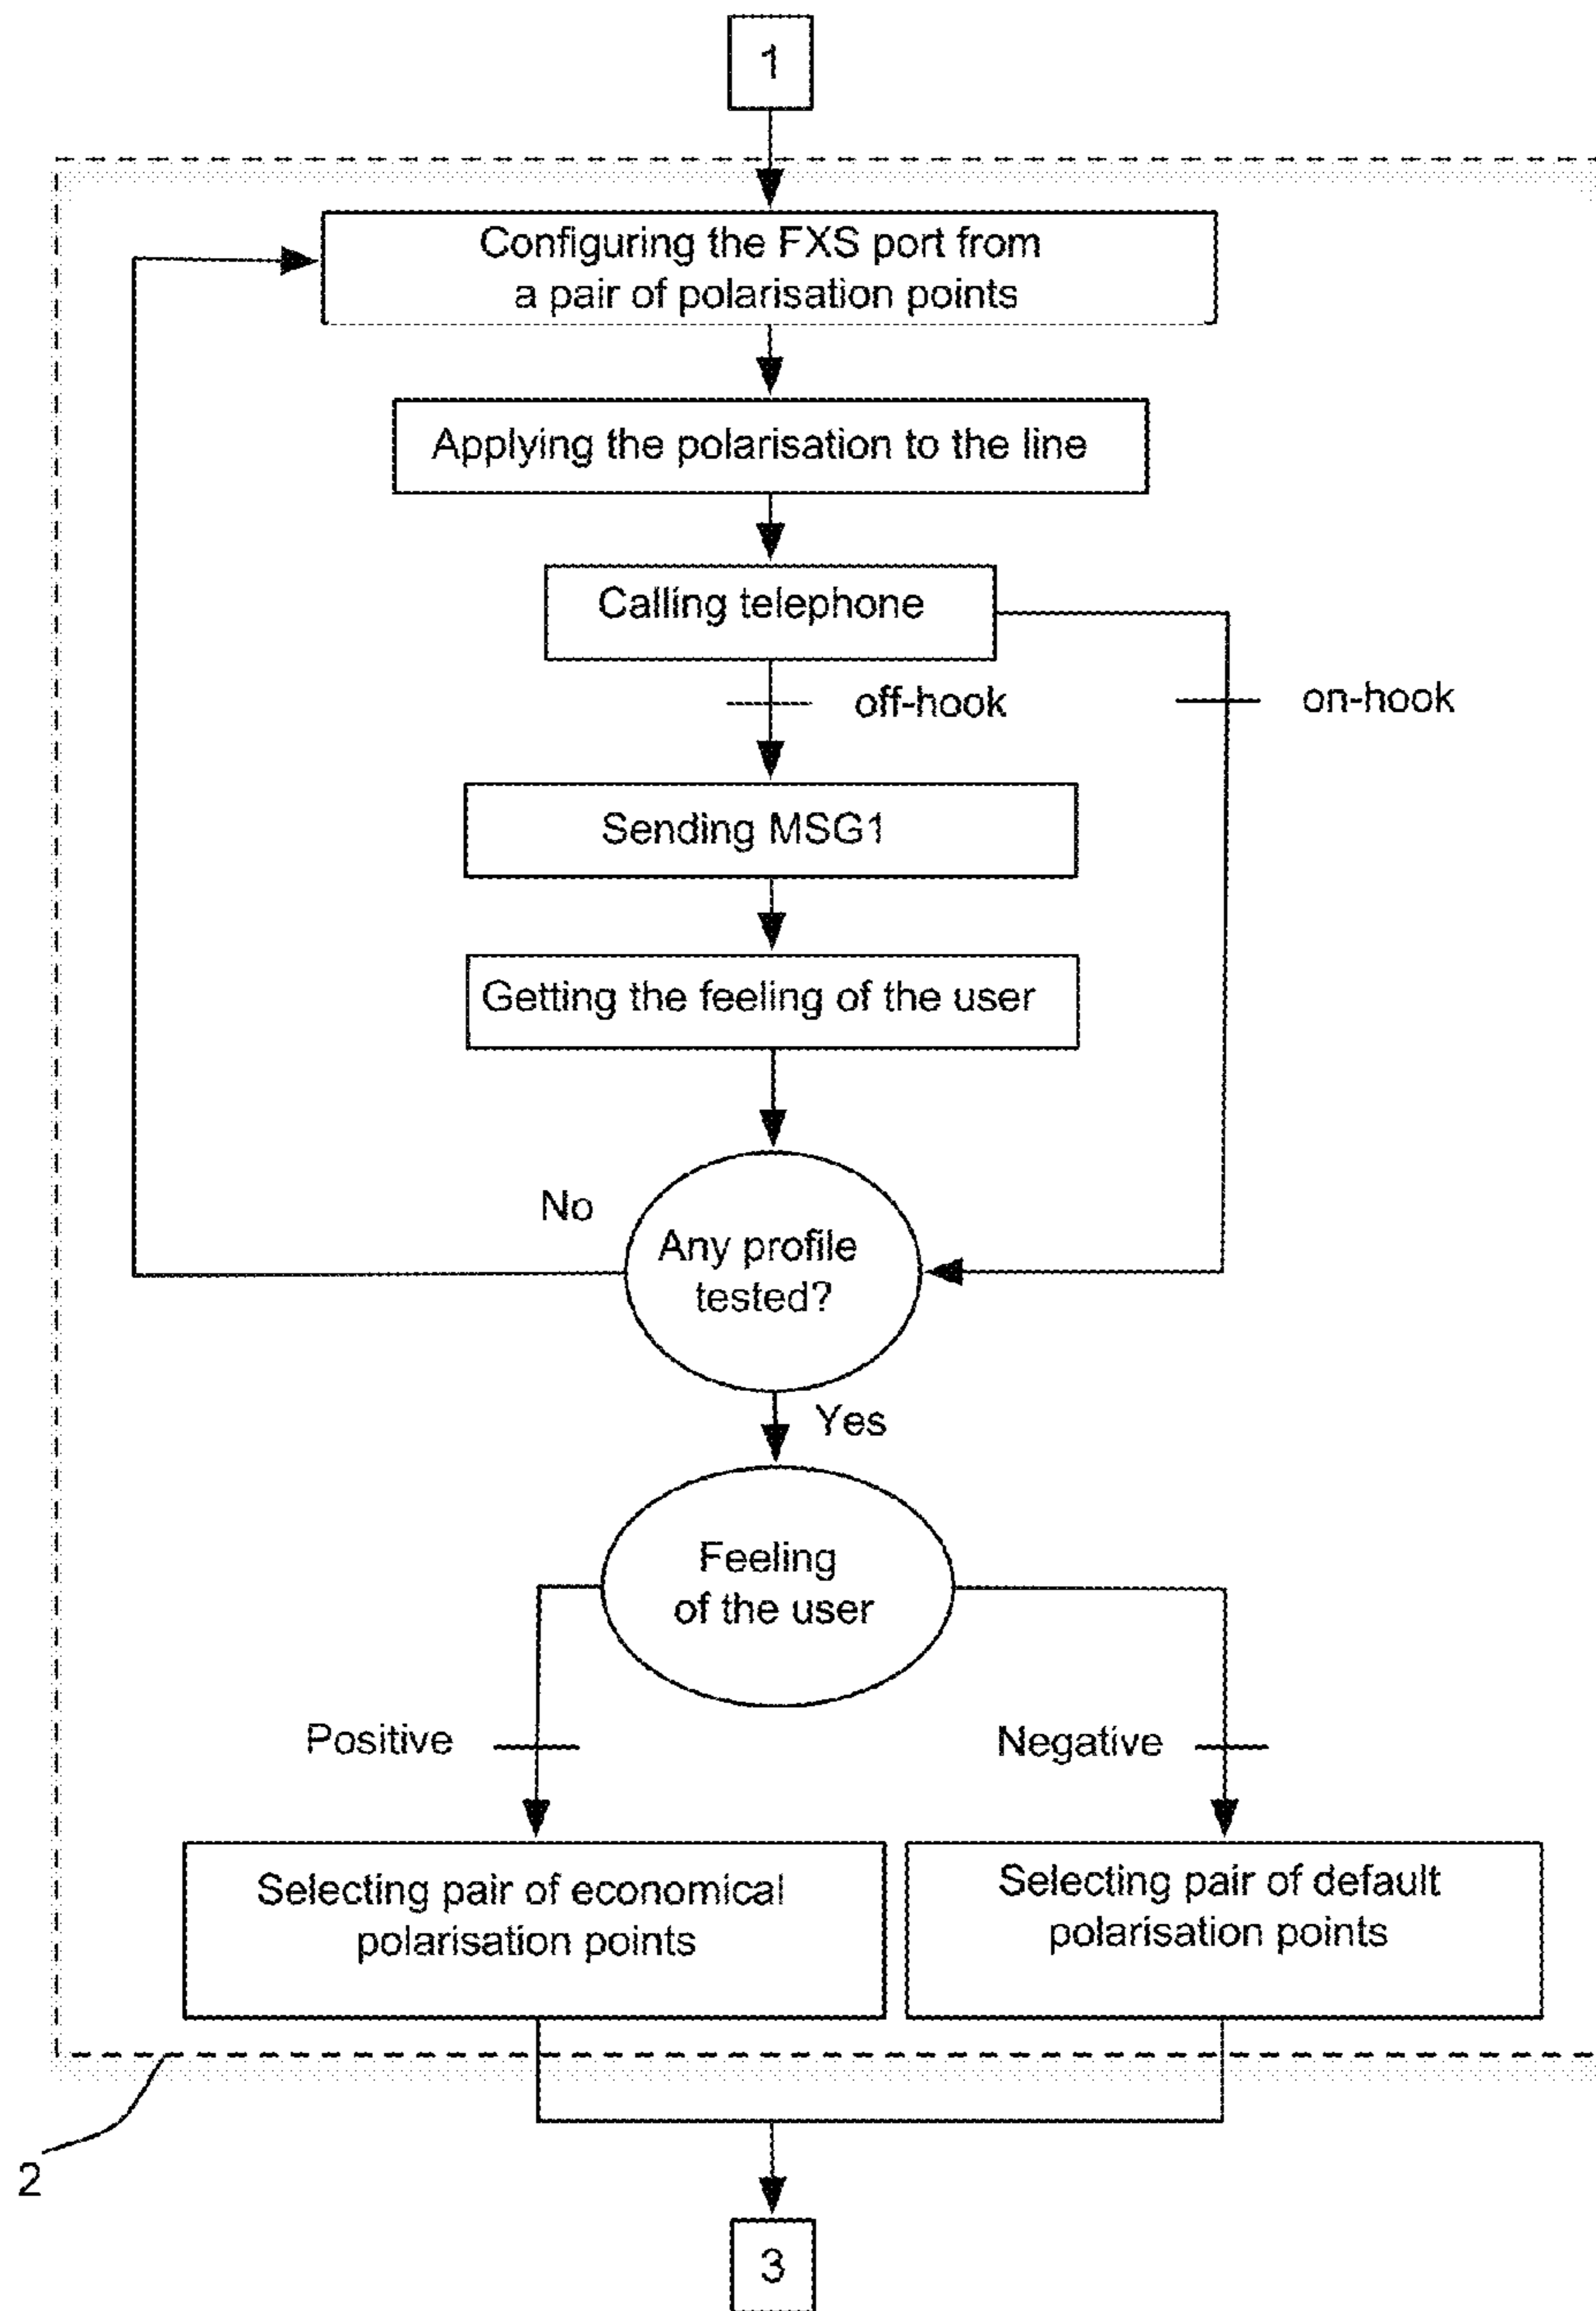 1
Configuring the FXS port from
a pair of polarisation points
Applying the polarisation to the line
Calling telephone
off-hook
on-hook
Sending MSG1
Getting the feeling of the user
No
Any profile
tested?
Yes
Feeling
of the user
Positive
Negative
Selecting pair of economical
polarisation points
Selecting pair of default
polarisation points
2
3